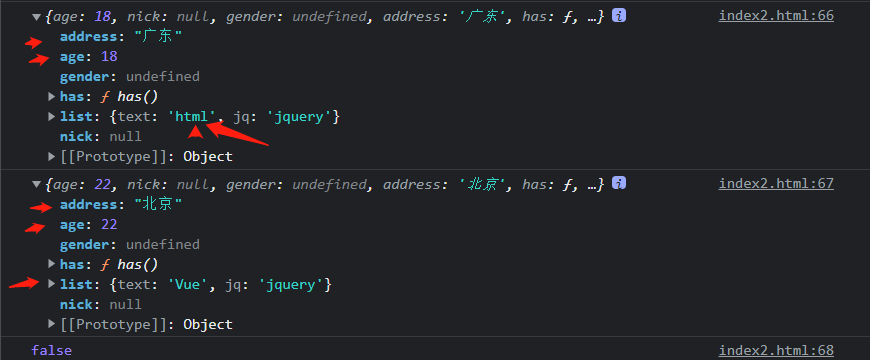 ▼{age: 18, nick: null, gender: undefined, address: '广东', has: ƒ, …} i index2.html:66
address: "广东"
age: 18
gender: undefined
▶has: ƒ has()
▶list: {text: 'html', jq: 'jquery'}
nick: null
▶[[Prototype]]: Object
▼{age: 22, nick: null, gender: undefined, address: '北京', has: ƒ, …} i index2.html:67
address: "北京"
age: 22
gender: undefined
▶has: ƒ has()
▶list: {text: 'Vue', jq: 'jquery'}
nick: null
▶[[Prototype]]: Object
false index2.html:68